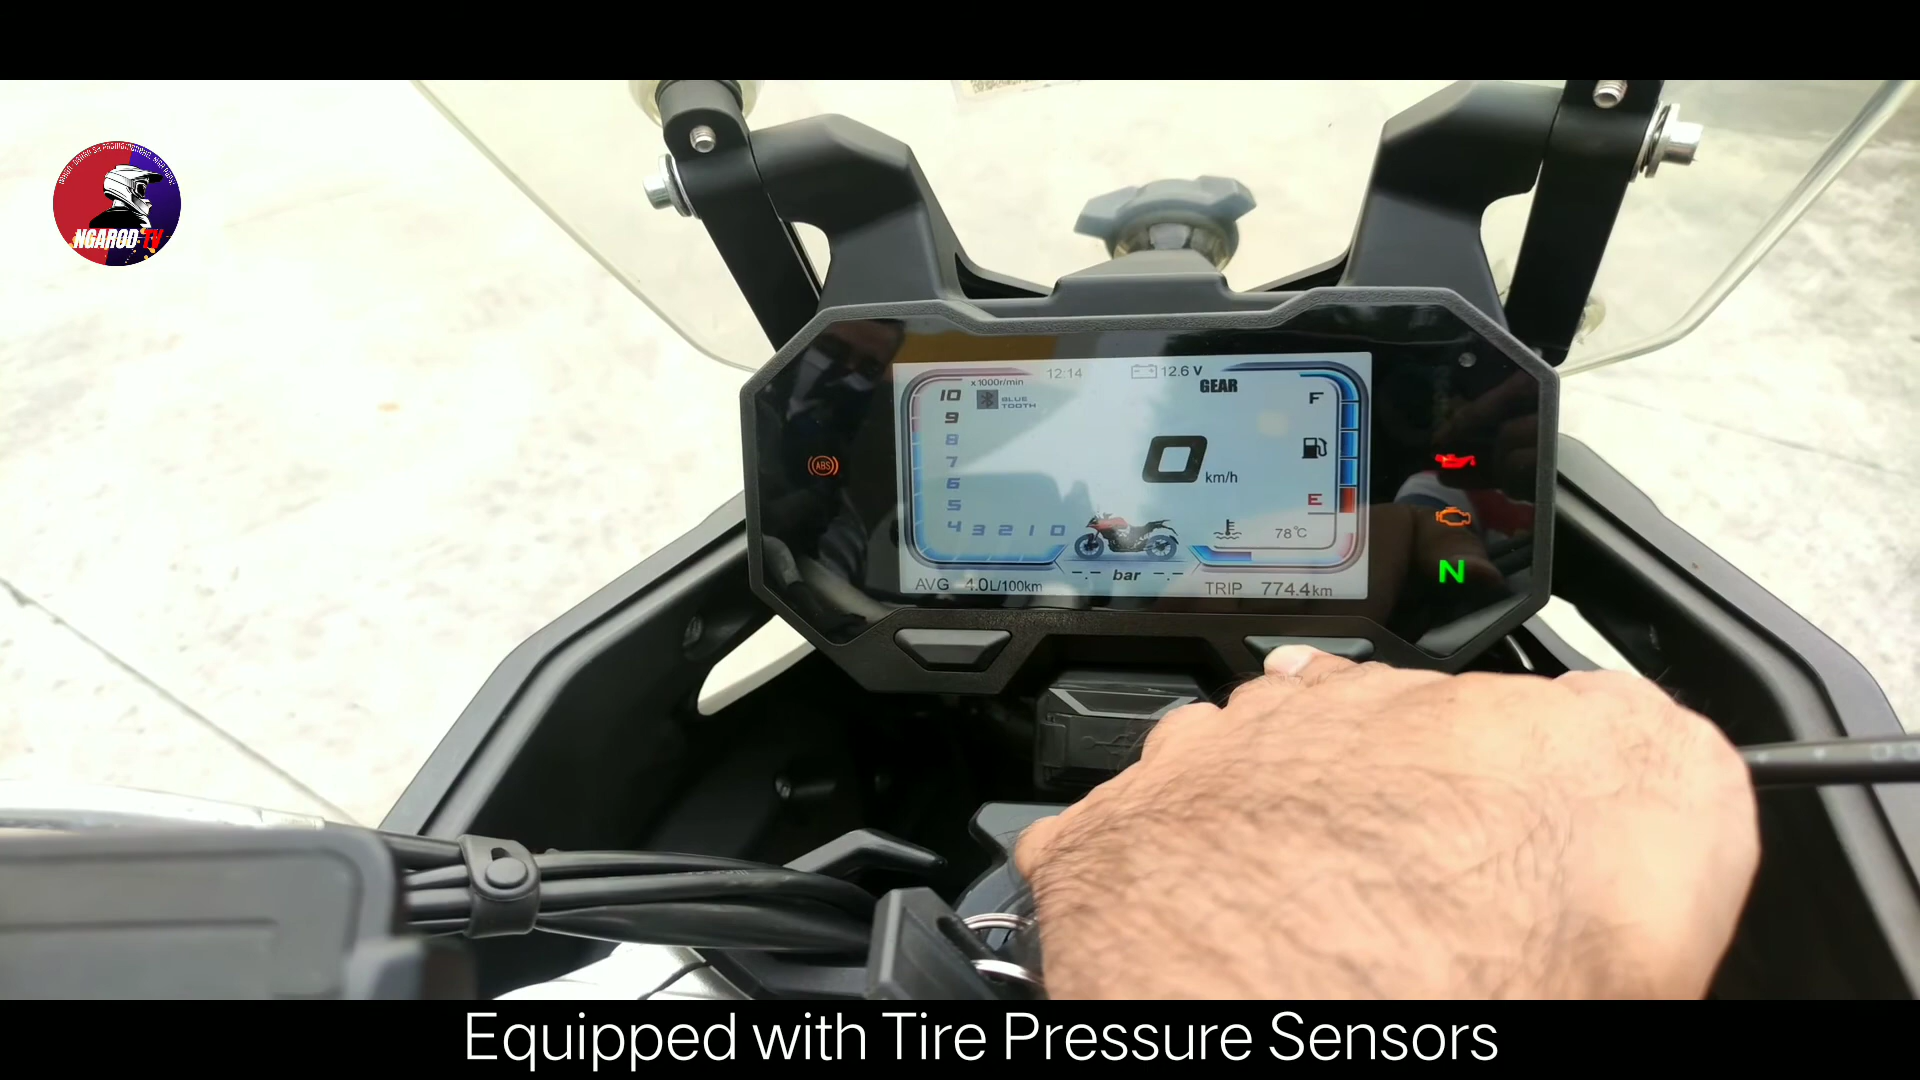 NGAROD TV
12:14
12.6 V
x1000r/min
GEAR
BLUE
TOOTH
10
9
8
7
6
5
4 3 2 1 0
F
E
0 km/h
78°C
-.- bar -.-
AVG 4.0L/100km
TRIP 774.4km
ABS
N
Equipped with Tire Pressure Sensors